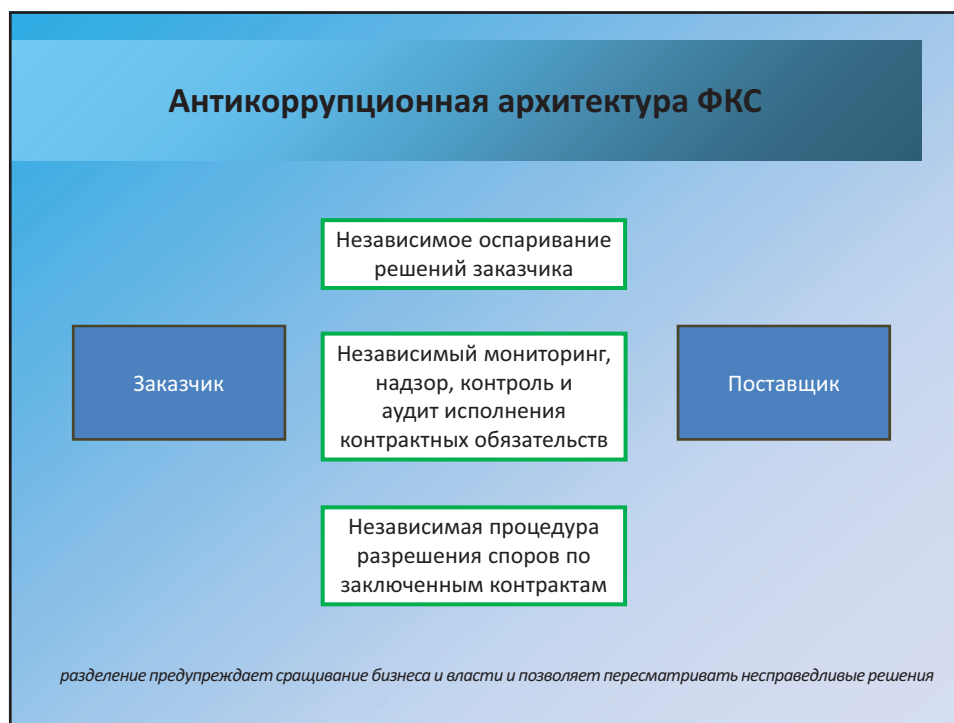 Антикоррупционная архитектура ФКС
Независимое оспаривание
решений заказчика
Заказчик
Независимый мониторинг,
надзор, контроль и
аудит исполнения
контрактных обязательств
Поставщик
Независимая процедура
разрешения споров по
заключенным контрактам
разделение предупреждает сращивание бизнеса и власти и позволяет пересматривать несправедливые решения